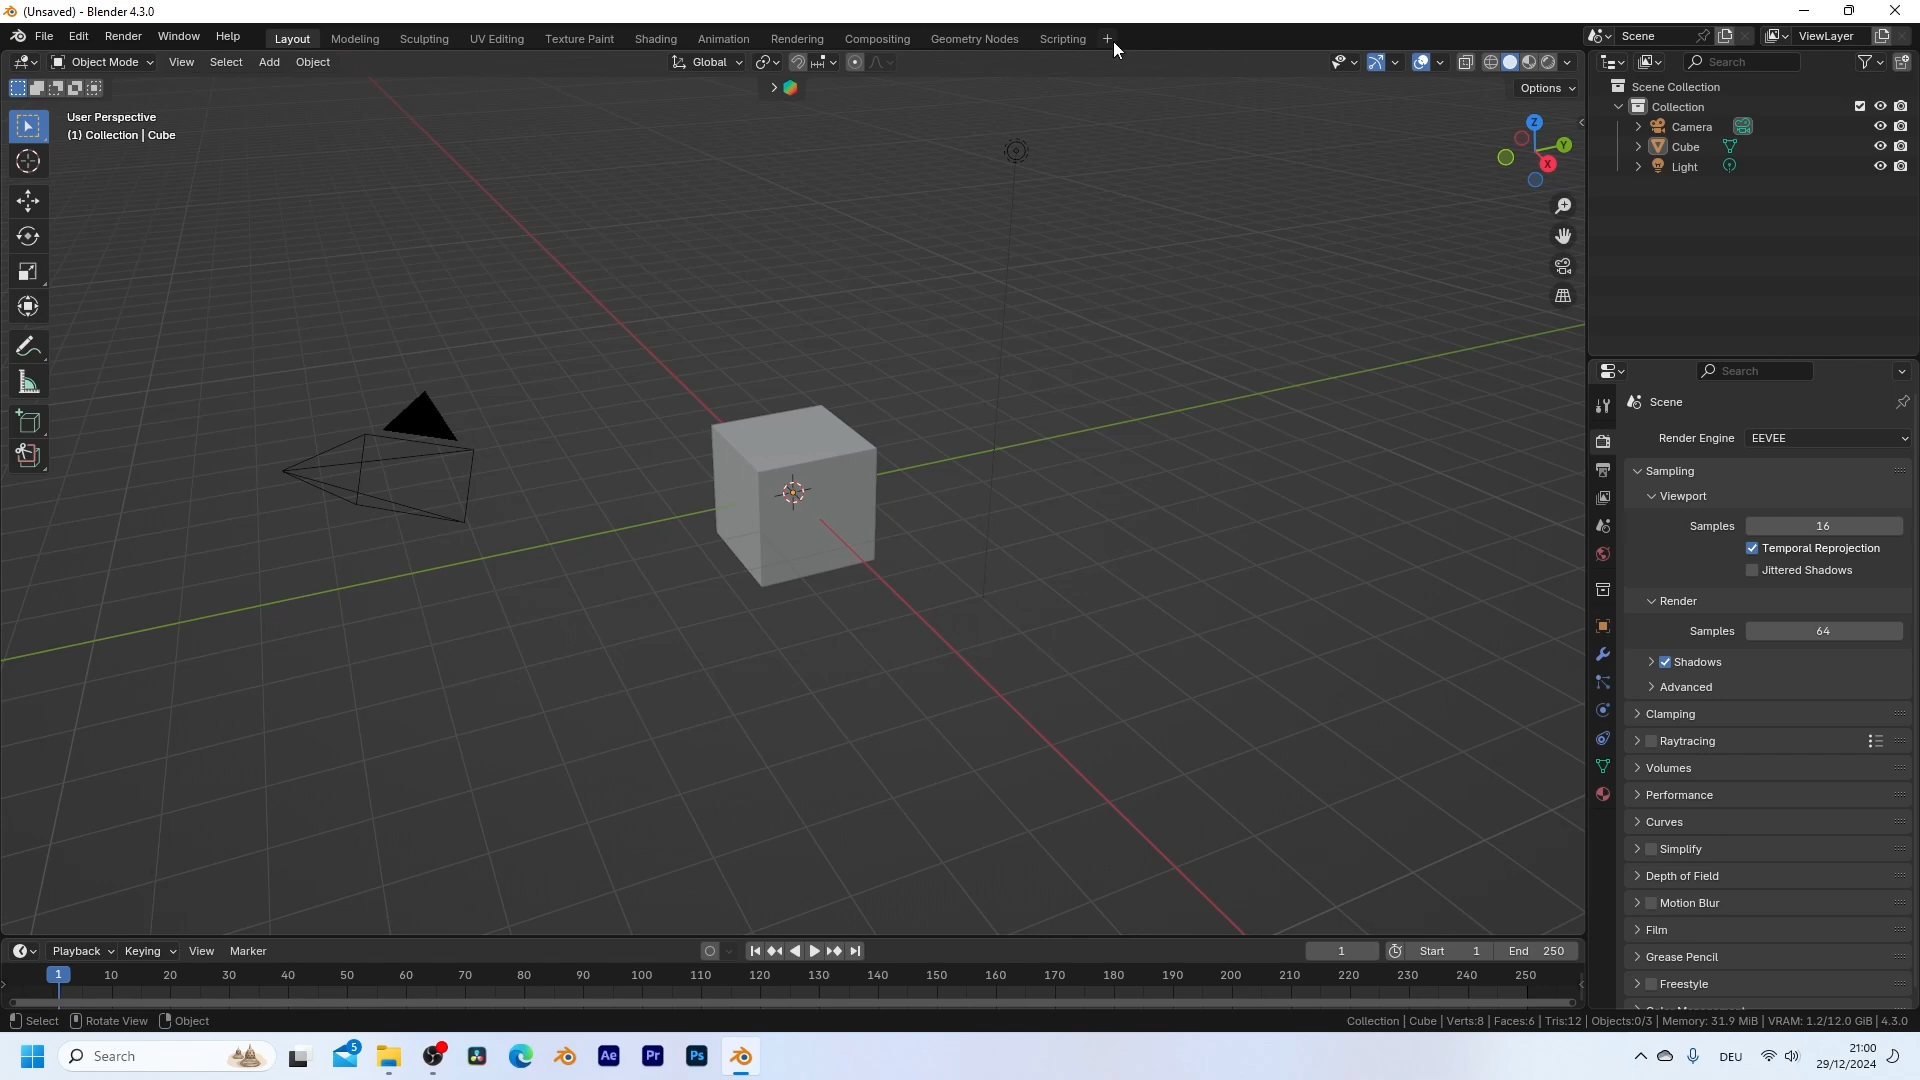 (Unsaved) - Blender 4.3.0
File Edit Render Window Help Layout Modeling Sculpting UV Editing Texture Paint Shading Animation Rendering Compositing Geometry Nodes Scripting + Scene ViewLayer
Object Mode View Select Add Object Global Search
Options
User Perspective
(1) Collection | Cube
Z
Y
X
Scene Collection
Collection
Camera
Cube
Light
Search
Scene
Render Engine EEVEE
Sampling
Viewport
Samples 16
Temporal Reprojection
Jittered Shadows
Render
Samples 64
Shadows
Advanced
Clamping
Raytracing
Volumes
Performance
Curves
Simplify
Depth of Field
Motion Blur
Film
Grease Pencil
Freestyle
Playback Keying View Marker 1 Start 1 End 250
1 10 20 30 40 50 60 70 80 90 100 110 120 130 140 150 160 170 180 190 200 210 220 230 240 250
Select Rotate View Object Collection | Cube | Verts:8 | Faces:6 | Tris:12 | Objects:0/3 | Memory: 31.9 MiB | VRAM: 1.2/12.0 GiB | 4.3.0
Search 5 Ae Pr Ps DEU 21:00
29/12/2024